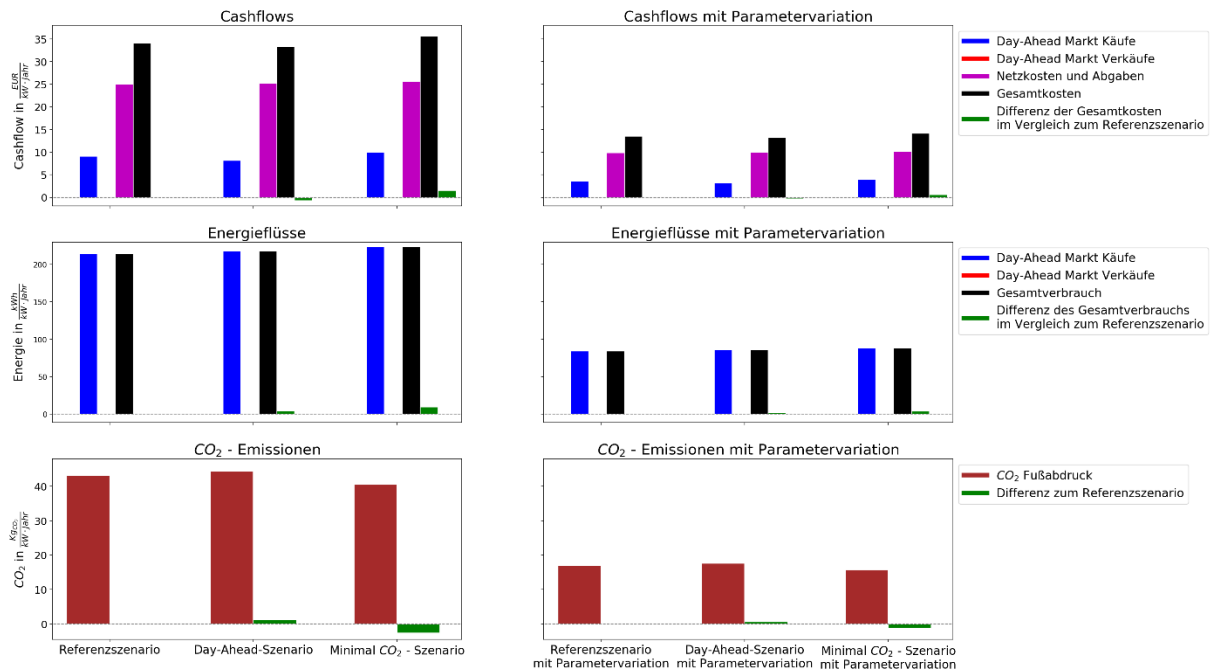 Cashflows
Cashflow in EUR / kW · Jahr
35
30
25
20
15
10
5
0
Cashflows mit Parametervariation
Day-Ahead Markt Käufe
Day-Ahead Markt Verkäufe
Netzkosten und Abgaben
Gesamtkosten
Differenz der Gesamtkosten
im Vergleich zum Referenzszenario
Energieflüsse
Energie in kWh / kW · Jahr
200
150
100
50
0
Energieflüsse mit Parametervariation
Day-Ahead Markt Käufe
Day-Ahead Markt Verkäufe
Gesamtverbrauch
Differenz des Gesamtverbrauchs
im Vergleich zum Referenzszenario
CO₂ - Emissionen
CO₂ in Kg CO₂ / kW · Jahr
40
30
20
10
0
Referenzszenario
Day-Ahead-Szenario
Minimal CO₂ - Szenario
CO₂ - Emissionen mit Parametervariation
Referenzszenario
mit Parametervariation
Day-Ahead-Szenario
mit Parametervariation
Minimal CO₂ - Szenario
mit Parametervariation
CO₂ Fußabdruck
Differenz zum Referenzszenario